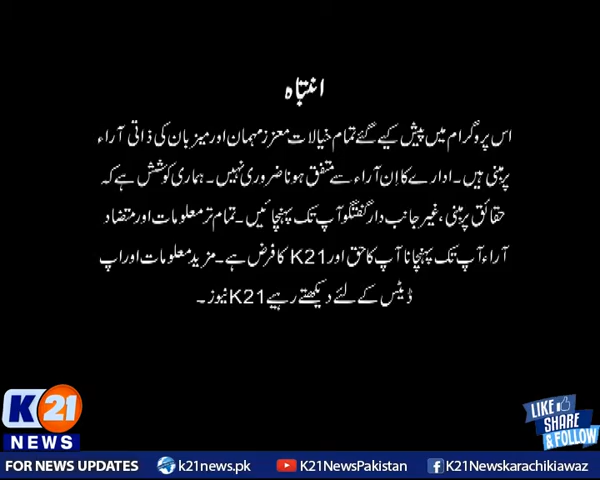 انتباہ
اس پروگرام میں پیش کیے گئے تمام خیالات معزز مہمان اور میزبان کی ذاتی آراء
پر مبنی ہیں۔ ادارے کا اِن آراء سے متفق ہونا ضروری نہیں۔ ہماری کوشش ہے کہ
حقائق پر مبنی، غیر جانب دار گفتگو آپ تک پہنچائیں۔ تمام تر معلومات اور متضاد
آراء آپ تک پہنچانا آپ کا حق اور K21 کا فرض ہے۔ مزید معلومات اور اپ
ڈیٹس کے لئے دیکھتے رہیے K21 نیوز۔
K21
NEWS
LIKE
SHARE
& FOLLOW
FOR NEWS UPDATES k21news.pk K21NewsPakistan K21Newskarachikiawaz